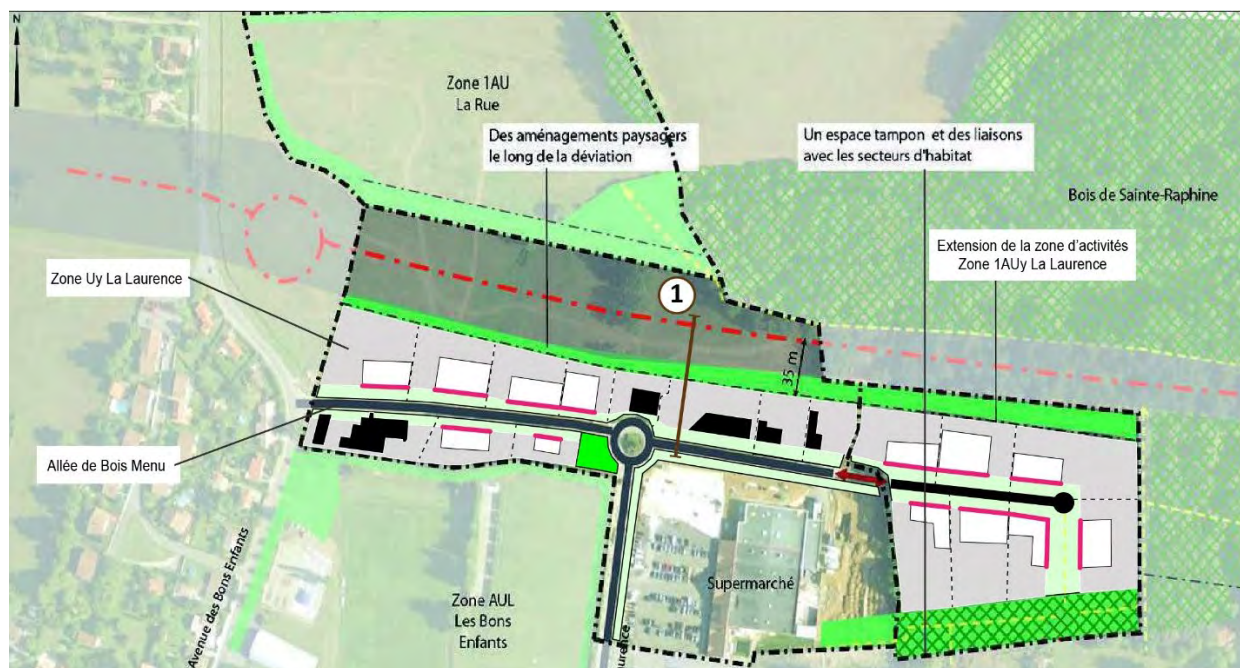 N
Zone 1AU
La Rue
Des aménagements paysagers
le long de la déviation
Un espace tampon et des liaisons
avec les secteurs d'habitat
Bois de Sainte-Raphine
Extension de la zone d'activités
Zone 1AUy La Laurence
Zone Uy La Laurence
1
35 m
Allée de Bois Menu
Avenue des Bons Enfants
Zone AUL
Les Bons
Enfants
Supermarché
urence